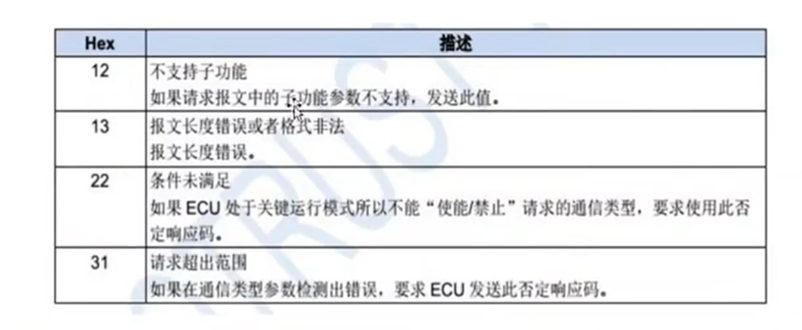 Hex 描述
12 不支持子功能
如果请求报文中的子功能参数不支持，发送此值。
13 报文长度错误或者格式非法
报文长度错误。
22 条件未满足
如果 ECU 处于关键运行模式所以不能“使能/禁止”请求的通信类型，要求使用此否
定响应码。
31 请求超出范围
如果在通信类型参数检测出错误，要求 ECU 发送此否定响应码。